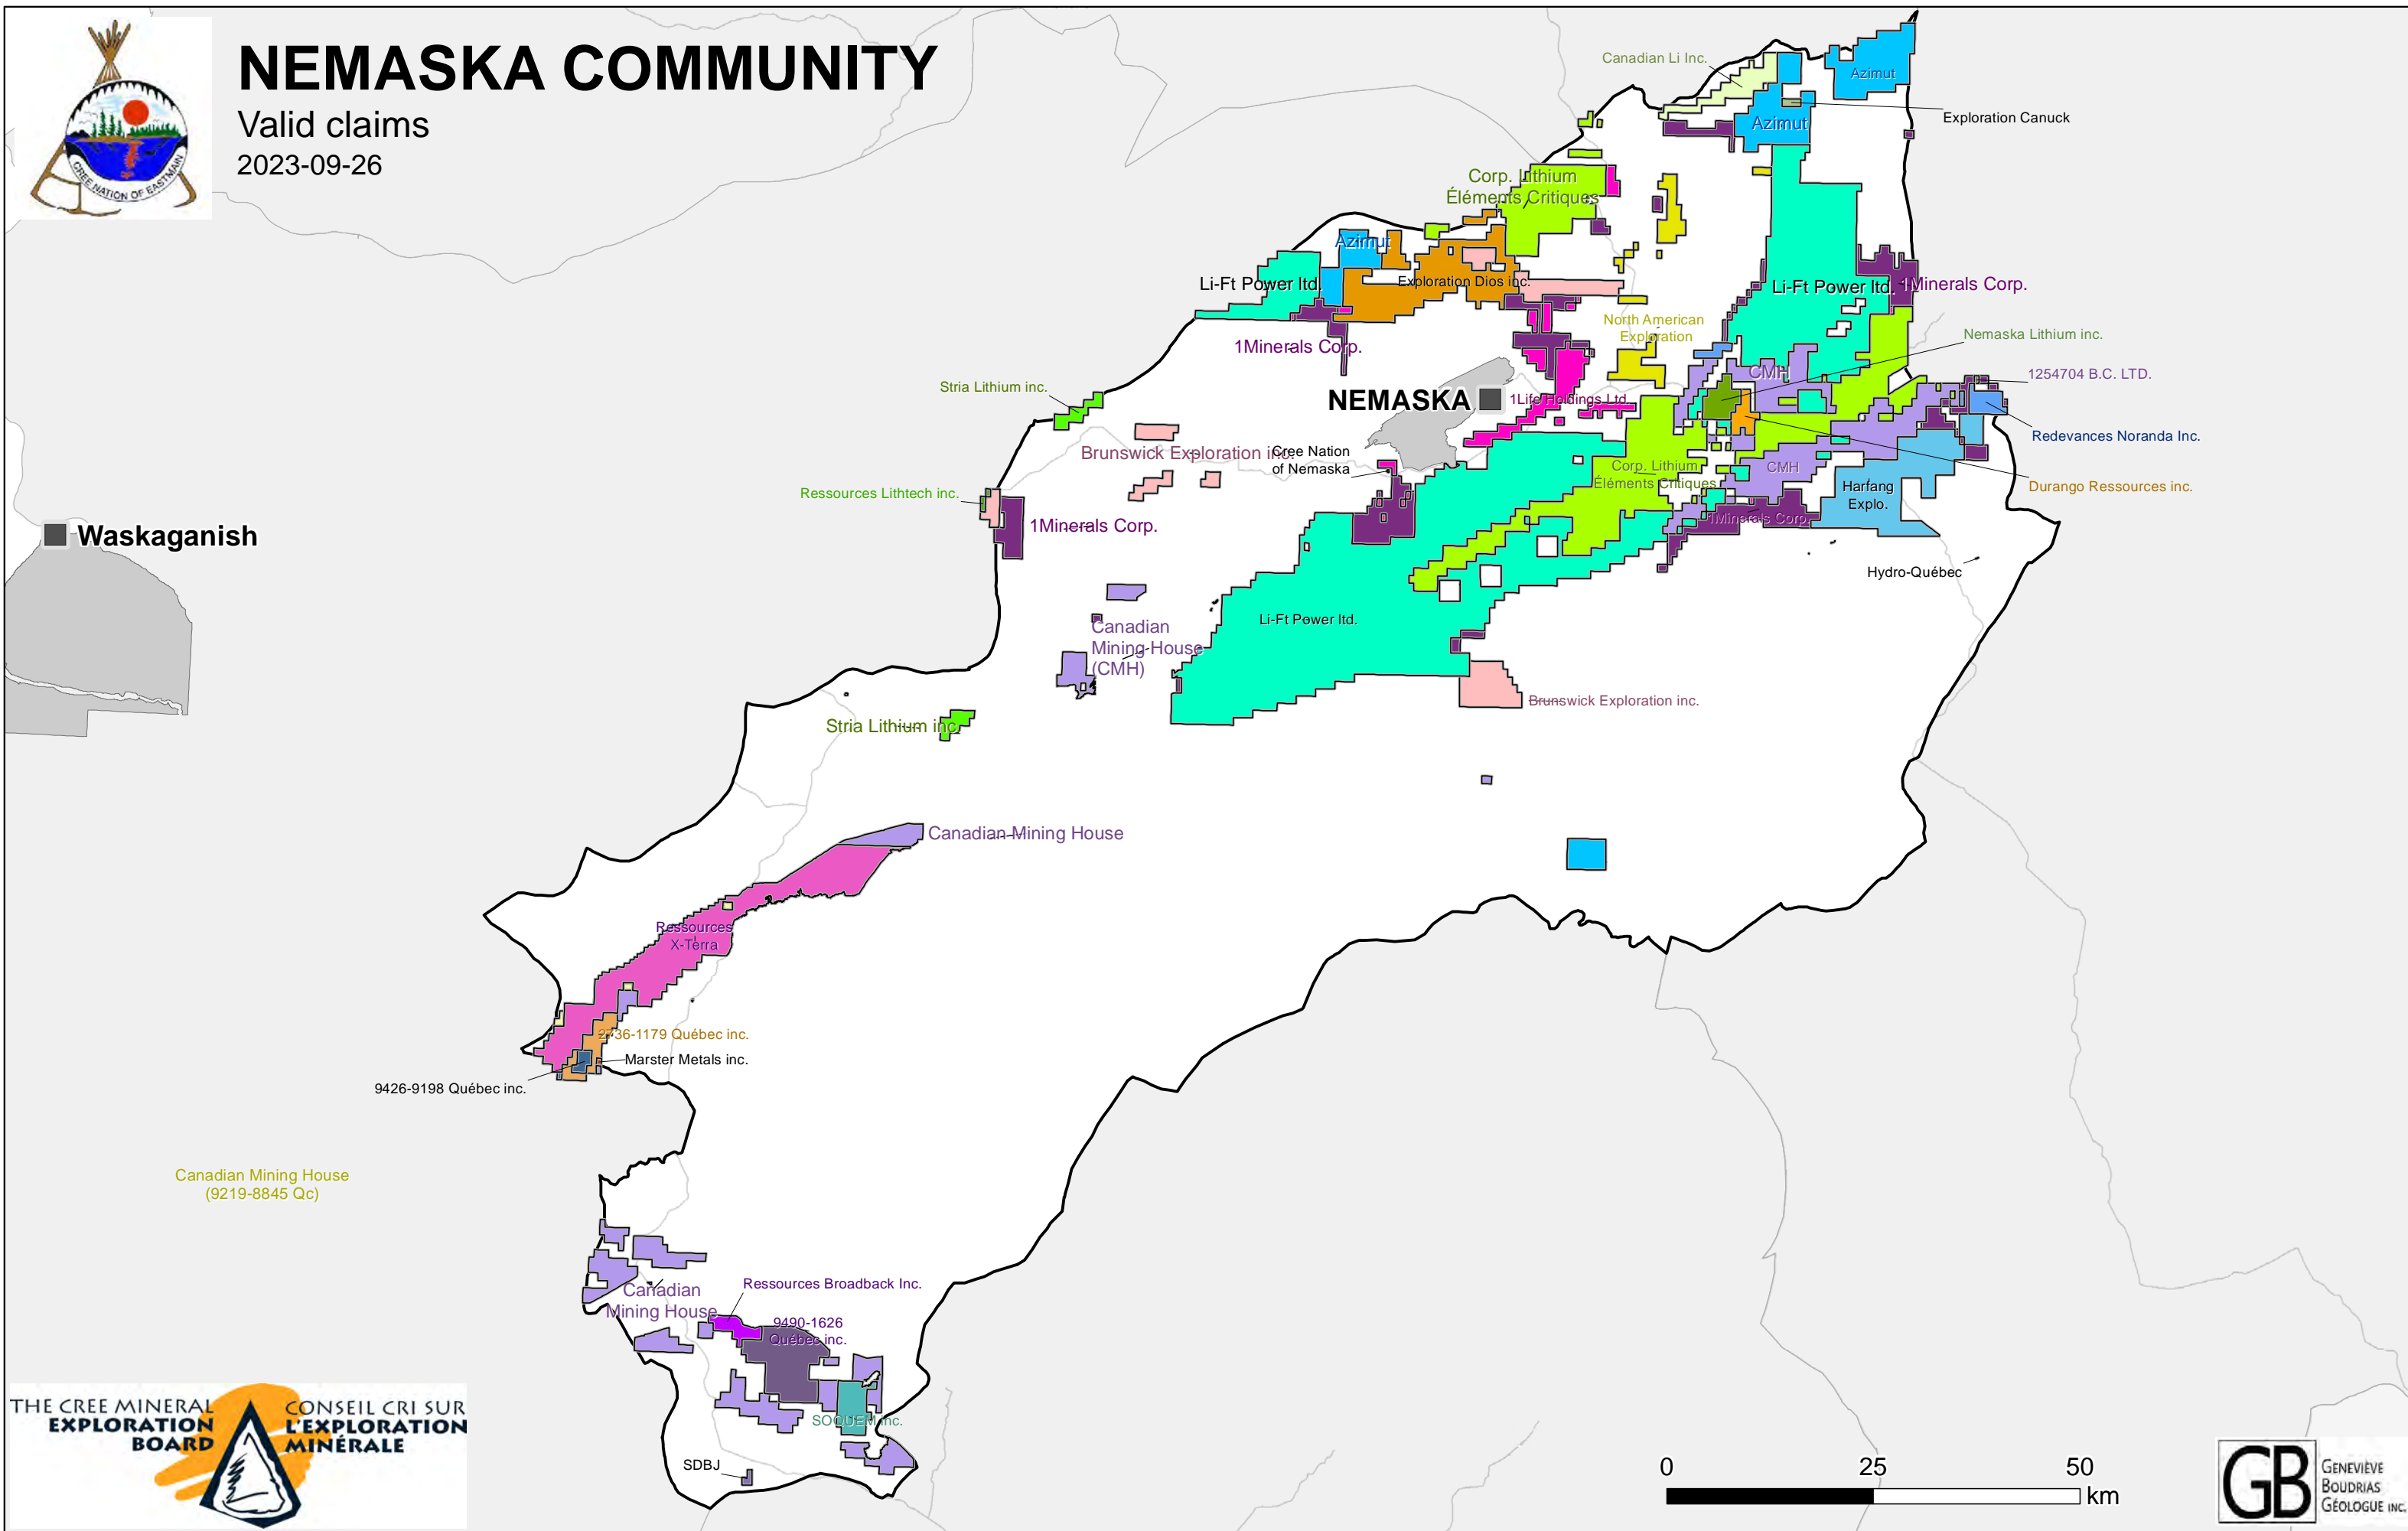 NEMASKA COMMUNITY
Valid claims
2023-09-26
CREE NATION OF EASTMAIN
Canadian Li Inc.
Azimut
Exploration Canuck
Azimut
Corp. Lithium
Éléments Critiques
Azimut
Li-Ft Power ltd.
Exploration Dios inc.
Li-Ft Power ltd.
1Minerals Corp.
North American
Exploration
1Minerals Corp.
Nemaska Lithium inc.
CMH
1254704 B.C. LTD.
Stria Lithium inc.
NEMASKA
1Life Holdings Ltd.
Redevances Noranda Inc.
Brunswick Exploration inc.
Cree Nation
of Nemaska
Corp. Lithium
Éléments Critiques
CMH
Harfang
Explo.
Durango Ressources inc.
Ressources Lithtech inc.
1Minerals Corp.
1Minerals Corp.
Waskaganish
Hydro-Québec
Canadian
Mining House
(CMH)
Li-Ft Power ltd.
Brunswick Exploration inc.
Stria Lithium inc.
Canadian Mining House
Ressources
X-Terra
2736-1179 Québec inc.
Marster Metals inc.
9426-9198 Québec inc.
Canadian Mining House
(9219-8845 Qc)
Canadian
Mining House
Ressources Broadback Inc.
9490-1626
Québec inc.
SOQUEM inc.
SDBJ
THE CREE MINERAL
EXPLORATION
BOARD
CONSEIL CRI SUR
L'EXPLORATION
MINÉRALE
0 25 50
km
GB
GENEVIÈVE
BOUDRIAS
GÉOLOGUE INC.